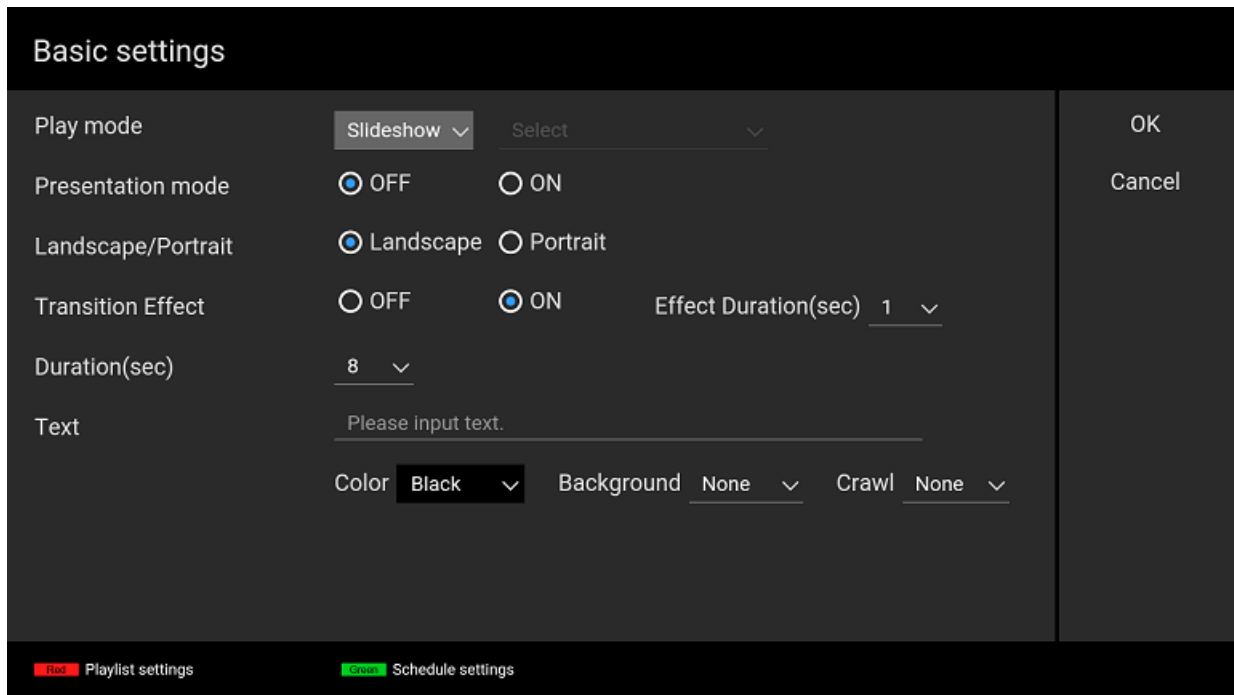 Basic settings
Play mode Slideshow Select OK
Presentation mode OFF ON Cancel
Landscape/Portrait Landscape Portrait
Transition Effect OFF ON Effect Duration(sec) 1
Duration(sec) 8
Text Please input text.
Color Black Background None Crawl None
Red Playlist settings Green Schedule settings